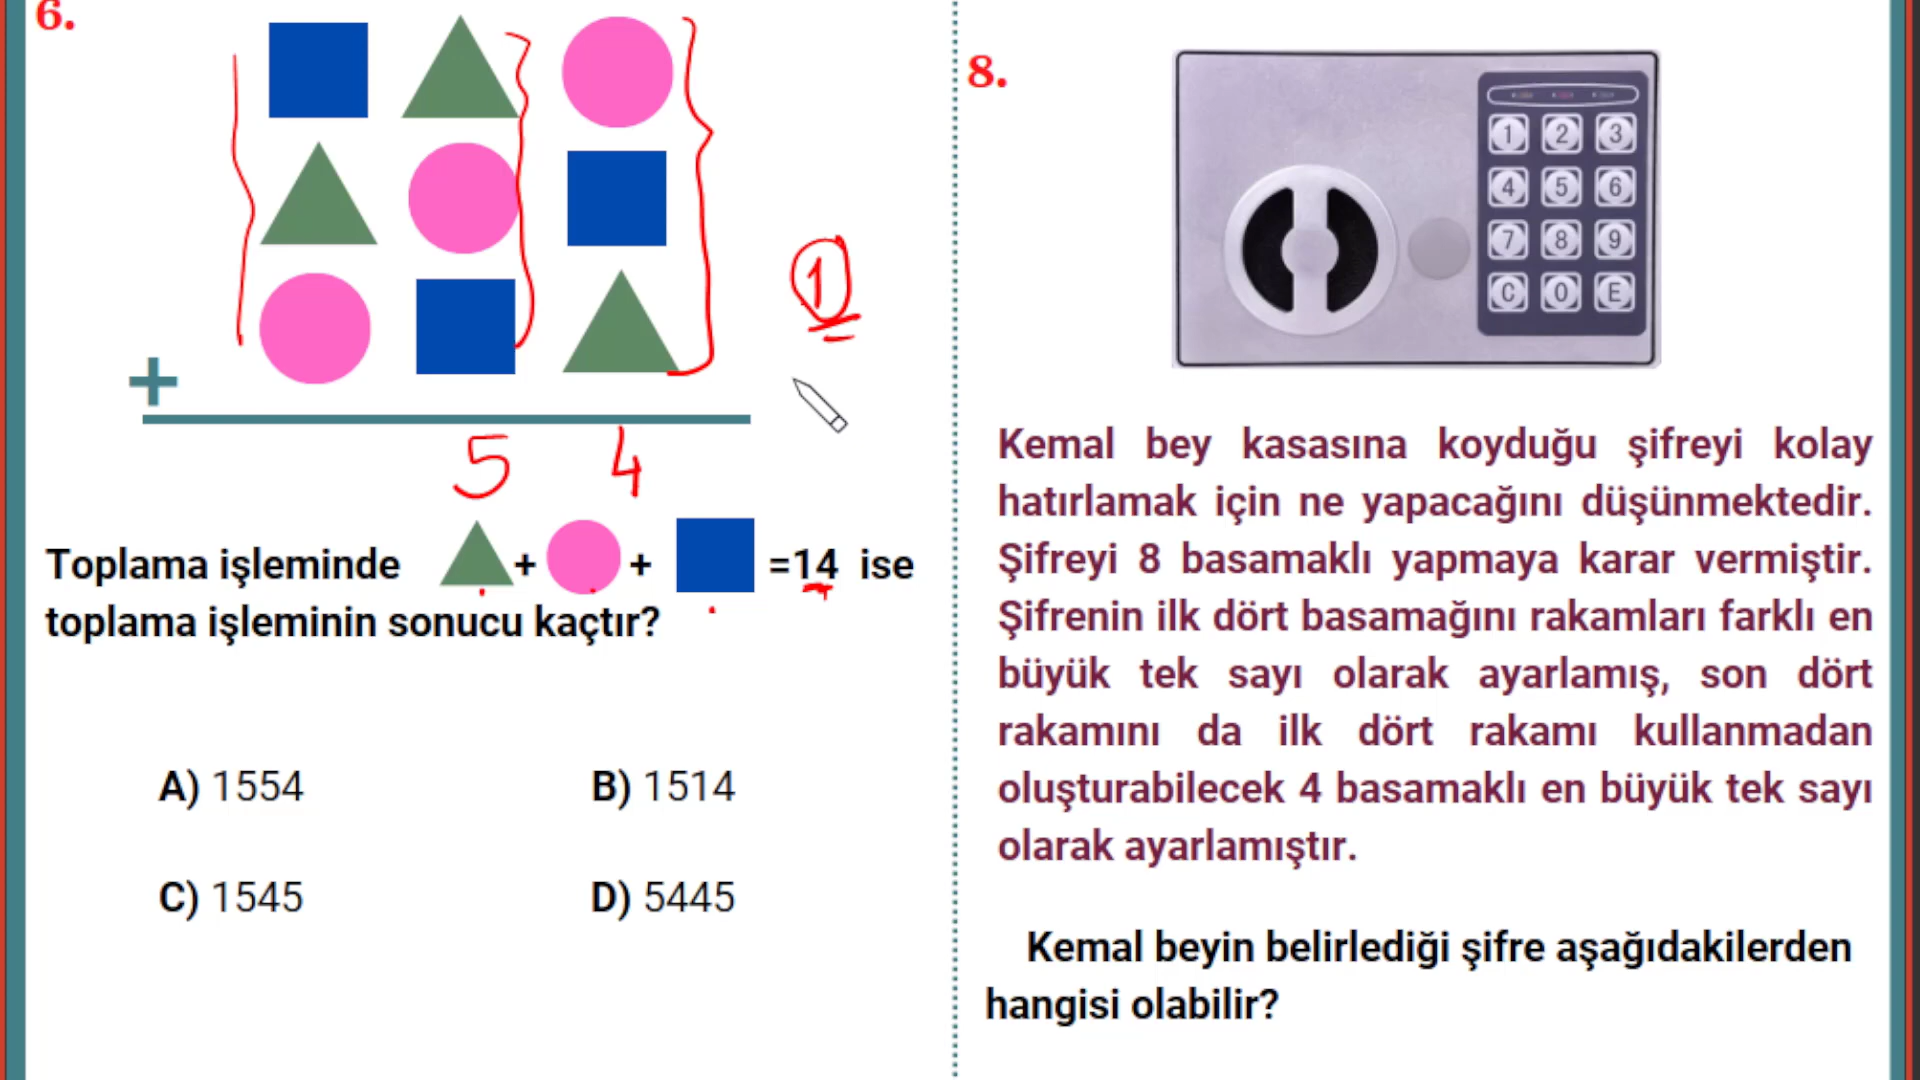 6.
+
5 4
1
Toplama işleminde + + =14 ise
toplama işleminin sonucu kaçtır?
A) 1554 B) 1514
C) 1545 D) 5445
8.
1 2 3
4 5 6
7 8 9
C 0 E
Kemal bey kasasına koyduğu şifreyi kolay
hatırlamak için ne yapacağını düşünmektedir.
Şifreyi 8 basamaklı yapmaya karar vermiştir.
Şifrenin ilk dört basamağını rakamları farklı en
büyük tek sayı olarak ayarlamış, son dört
rakamını da ilk dört rakamı kullanmadan
oluşturabilecek 4 basamaklı en büyük tek sayı
olarak ayarlamıştır.
Kemal beyin belirlediği şifre aşağıdakilerden
hangisi olabilir?